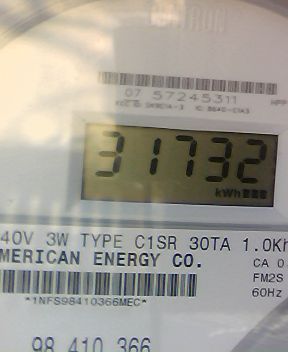 07 57245311
31732
kWh
40V 3W TYPE C1SR 30TA 1.0Kh
MERICAN ENERGY CO.
CA 0
FM2S
60Hz
*1NFS98410366MEC*
98 410 366